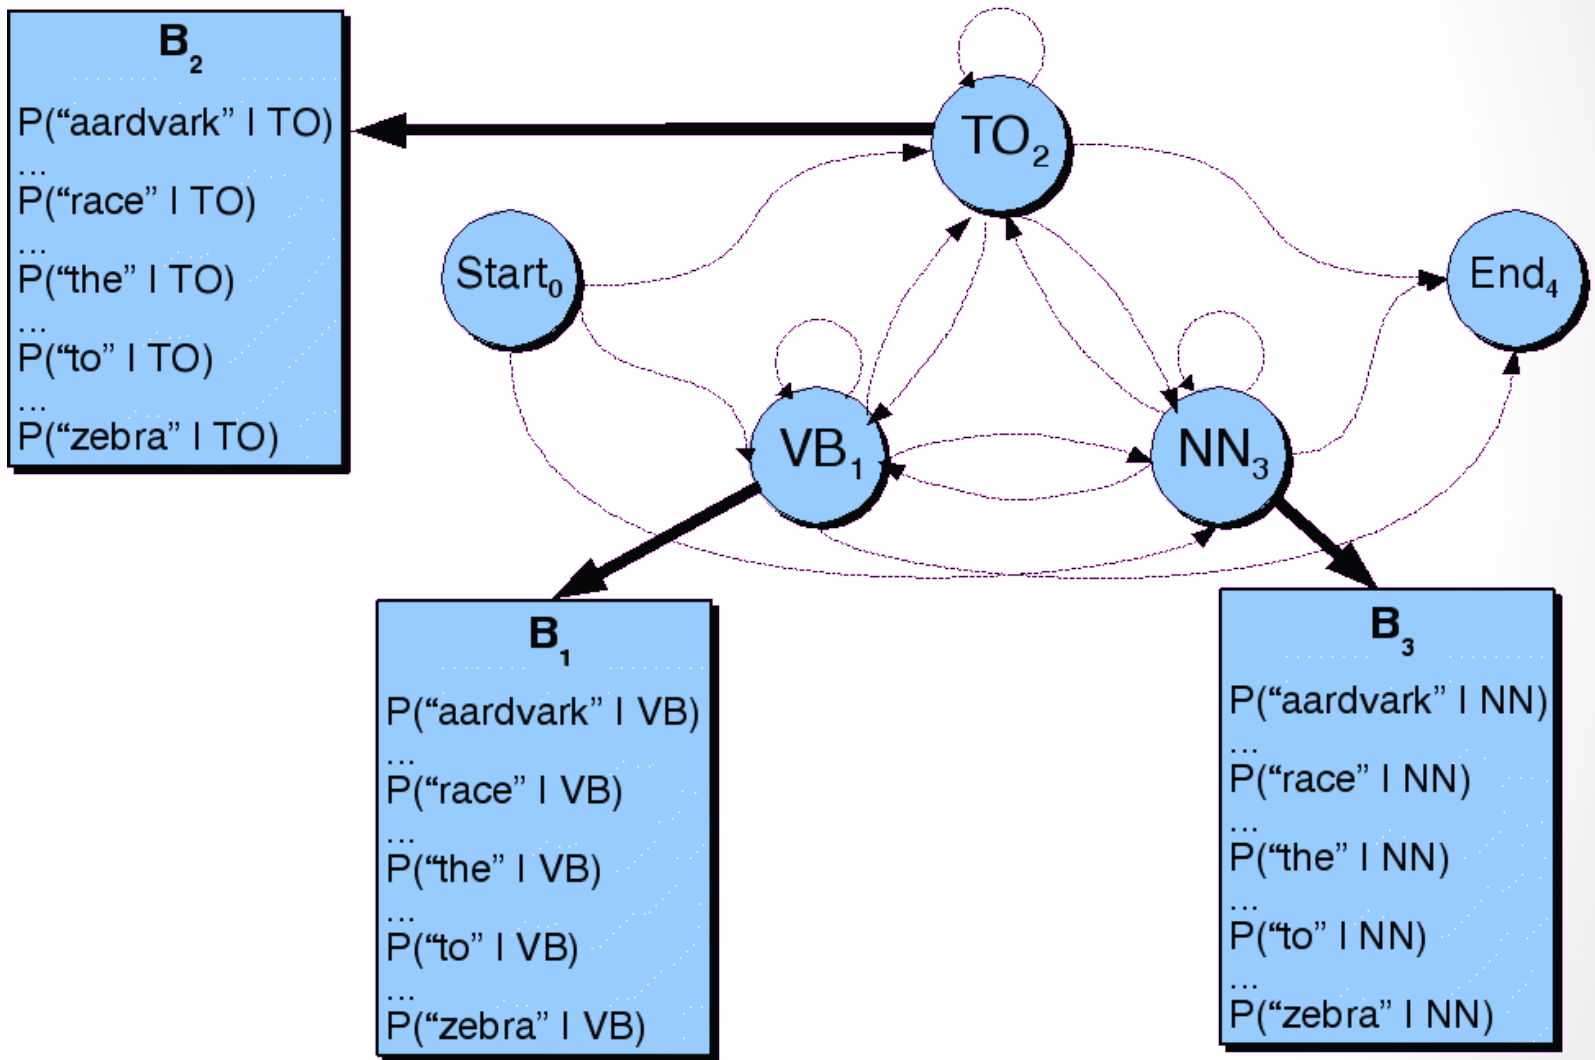 B₂
P(“aardvark” | TO)
...
P(“race” | TO)
...
P(“the” | TO)
...
P(“to” | TO)
...
P(“zebra” | TO)
TO₂
Start₀
End₄
VB₁
NN₃
B₁
P(“aardvark” | VB)
...
P(“race” | VB)
...
P(“the” | VB)
...
P(“to” | VB)
...
P(“zebra” | VB)
B₃
P(“aardvark” | NN)
...
P(“race” | NN)
...
P(“the” | NN)
...
P(“to” | NN)
...
P(“zebra” | NN)